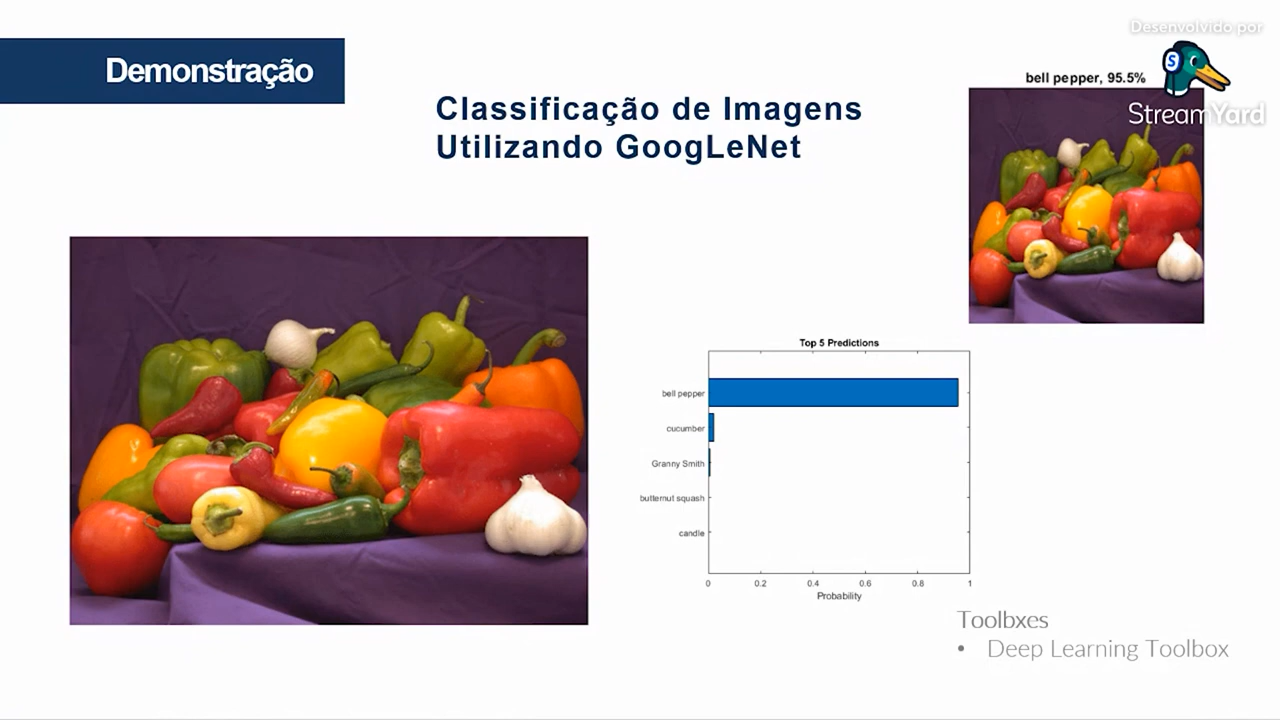 Desenvolvido por
StreamYard
Demonstração
Classificação de Imagens
Utilizando GoogLeNet
bell pepper, 95.5%
Top 5 Predictions
bell pepper
cucumber
Granny Smith
butternut squash
candle
0 0.2 0.4 0.6 0.8 1
Probability
Toolbxes
• Deep Learning Toolbox